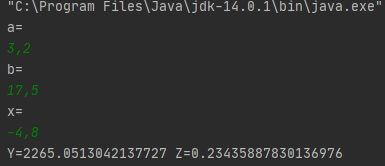 "C:\Program Files\Java\jdk-14.0.1\bin\java.exe"
a=
3,2
b=
17,5
x=
-4,8
Y=2265.0513042137727 Z=0.23435887830136976